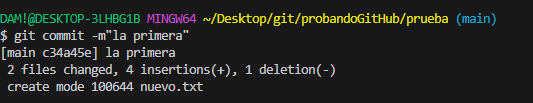 DAM!@DESKTOP-3LHBG1B MINGW64 ~/Desktop/git/probandoGitHub/prueba (main)
$ git commit -m"la primera"
[main c34a45e] la primera
 2 files changed, 4 insertions(+), 1 deletion(-)
 create mode 100644 nuevo.txt